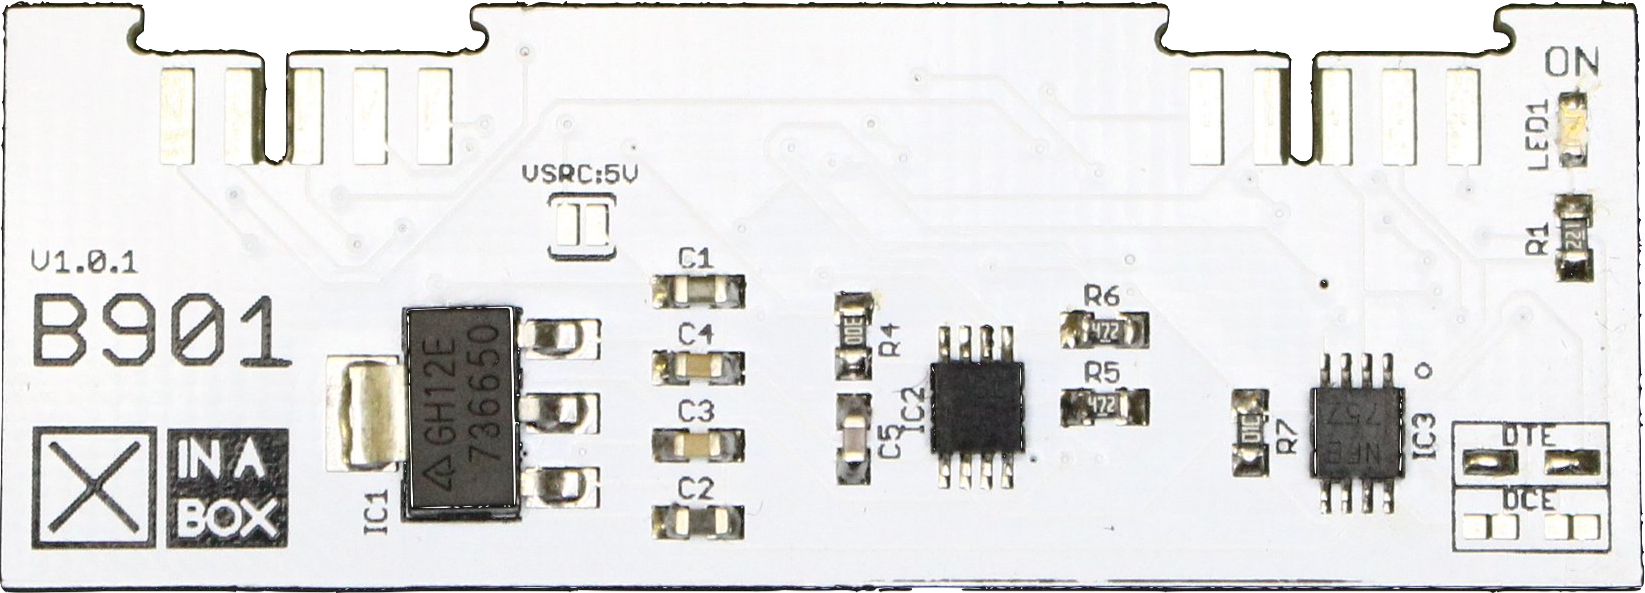 ON
LED1
VSRC:5V
R1
221
V1.0.1
B901
C1
R6
472
C4
R4
GH12E
736650
R5
472
IC2
C3
C5
R7
IC3
DTE
IN A
BOX
IC1
C2
DCE